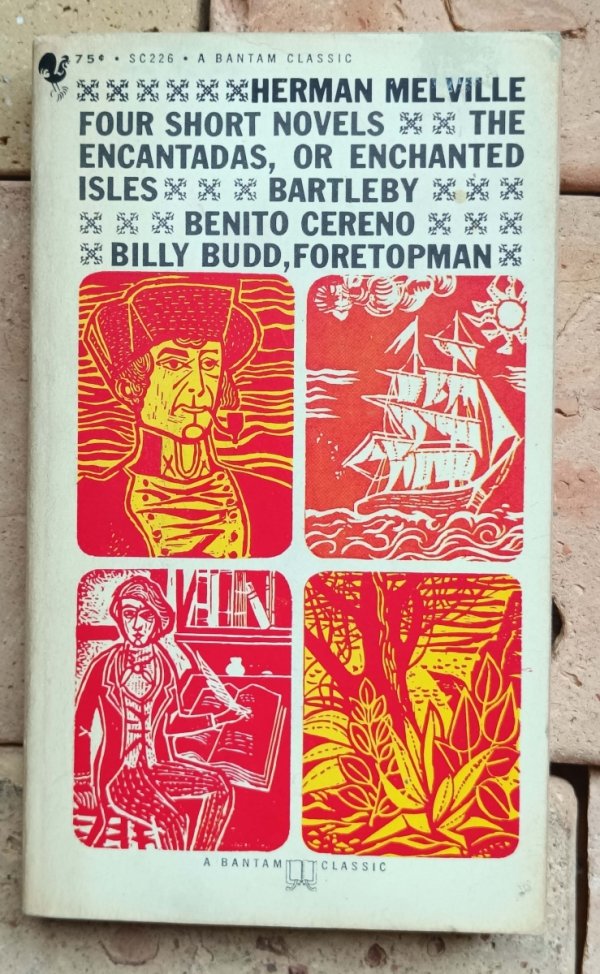 75¢ • SC226 • A BANTAM CLASSIC
HERMAN MELVILLE
FOUR SHORT NOVELS THE
ENCANTADAS, OR ENCHANTED
ISLES BARTLEBY
BENITO CERENO
BILLY BUDD, FORETOPMAN
A BANTAM CLASSIC